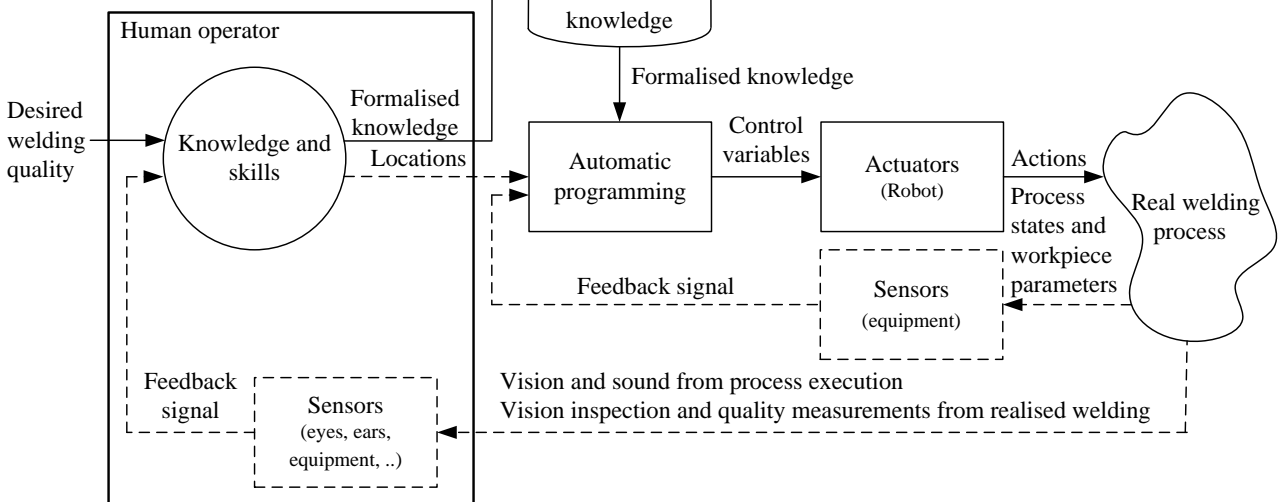 knowledge
Human operator
Formalised knowledge
Desired
welding
quality
Knowledge and
skills
Formalised
knowledge
Locations
Automatic
programming
Control
variables
Actuators
(Robot)
Actions
Process
states and
workpiece
parameters
Real welding
process
Feedback signal
Sensors
(equipment)
Feedback
signal
Sensors
(eyes, ears,
equipment, ..)
Vision and sound from process execution
Vision inspection and quality measurements from realised welding